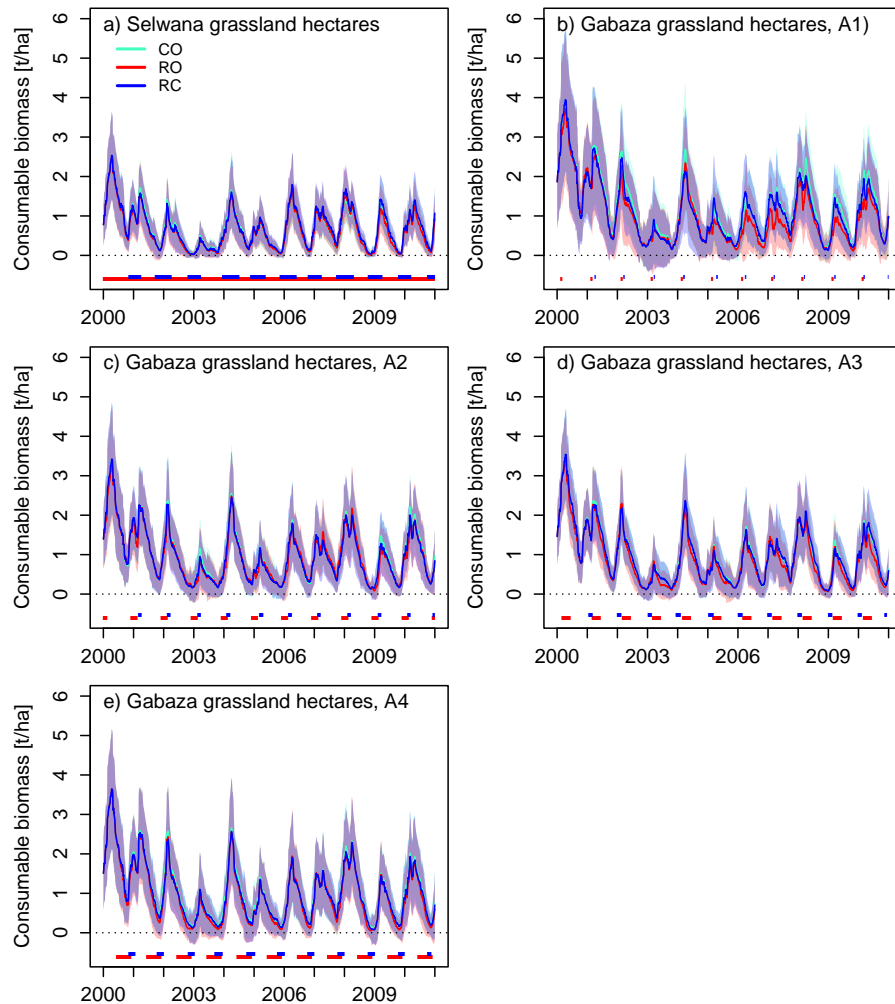 a) Selwana grassland hectares
CO
RO
RC
Consumable biomass [t/ha]
6
5
4
3
2
1
0
2000 2003 2006 2009
b) Gabaza grassland hectares, A1)
Consumable biomass [t/ha]
6
5
4
3
2
1
0
2000 2003 2006 2009
c) Gabaza grassland hectares, A2
Consumable biomass [t/ha]
6
5
4
3
2
1
0
2000 2003 2006 2009
d) Gabaza grassland hectares, A3
Consumable biomass [t/ha]
6
5
4
3
2
1
0
2000 2003 2006 2009
e) Gabaza grassland hectares, A4
Consumable biomass [t/ha]
6
5
4
3
2
1
0
2000 2003 2006 2009